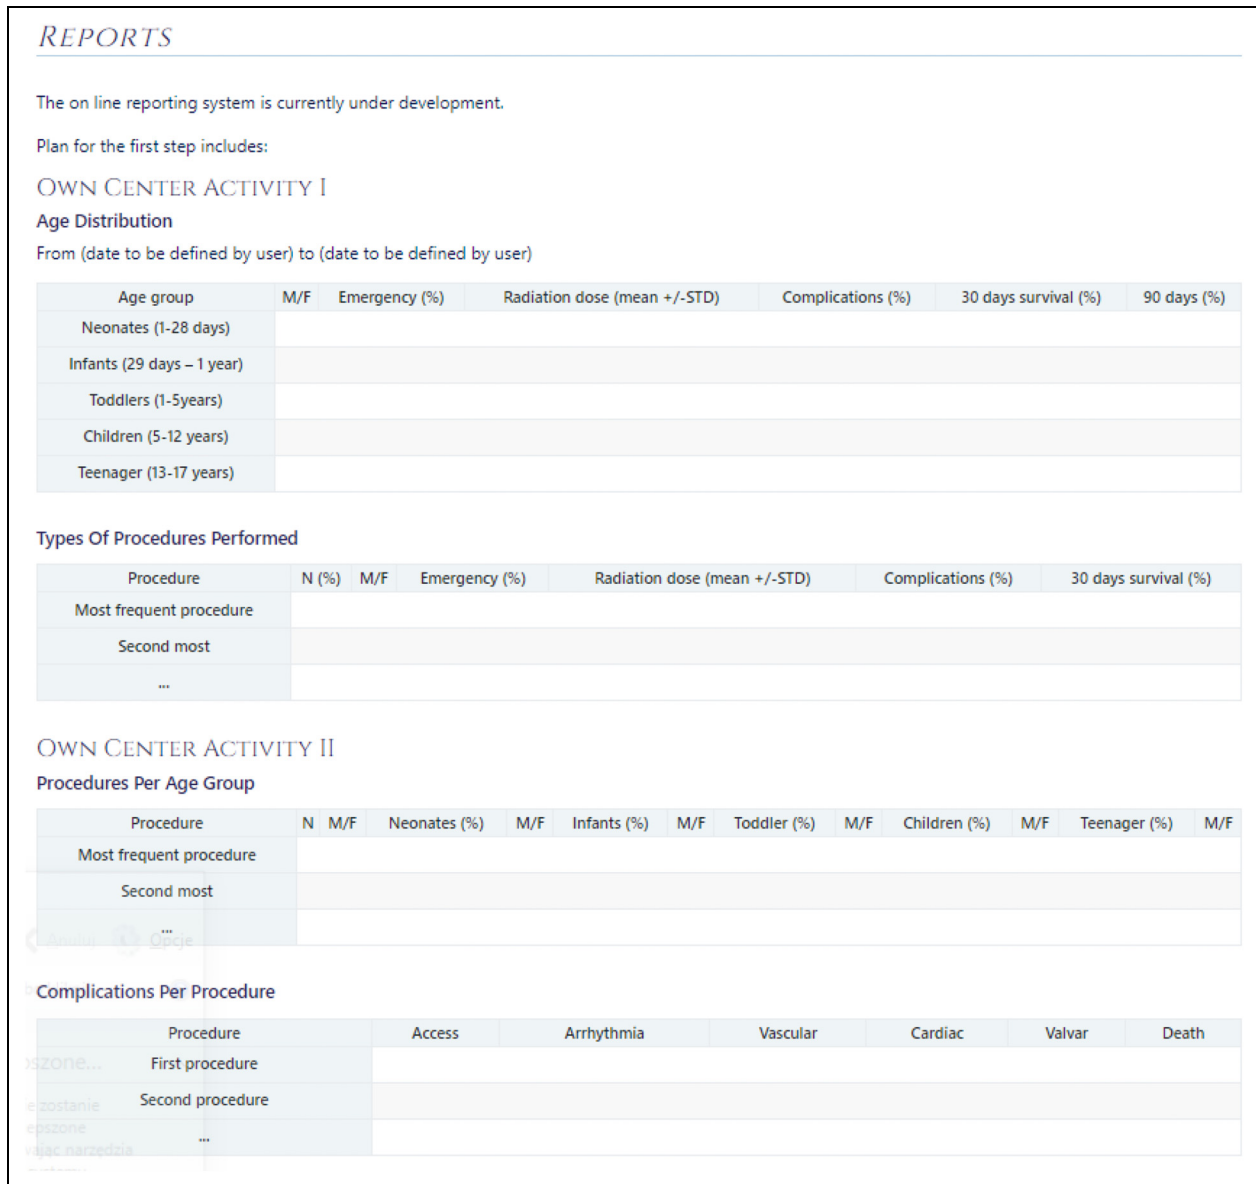 REPORTS
The on line reporting system is currently under development.
Plan for the first step includes:
OWN CENTER ACTIVITY I
Age Distribution
From (date to be defined by user) to (date to be defined by user)
Age group M/F Emergency (%) Radiation dose (mean +/-STD) Complications (%) 30 days survival (%) 90 days (%)
Neonates (1-28 days)
Infants (29 days – 1 year)
Toddlers (1-5years)
Children (5-12 years)
Teenager (13-17 years)
Types Of Procedures Performed
Procedure N (%) M/F Emergency (%) Radiation dose (mean +/-STD) Complications (%) 30 days survival (%)
Most frequent procedure
Second most
...
OWN CENTER ACTIVITY II
Procedures Per Age Group
Procedure N M/F Neonates (%) M/F Infants (%) M/F Toddler (%) M/F Children (%) M/F Teenager (%) M/F
Most frequent procedure
Second most
...
Anuluj Opcje
Complications Per Procedure
Procedure Access Arrhythmia Vascular Cardiac Valvar Death
First procedure
Second procedure
zostanie
...
narzędzia